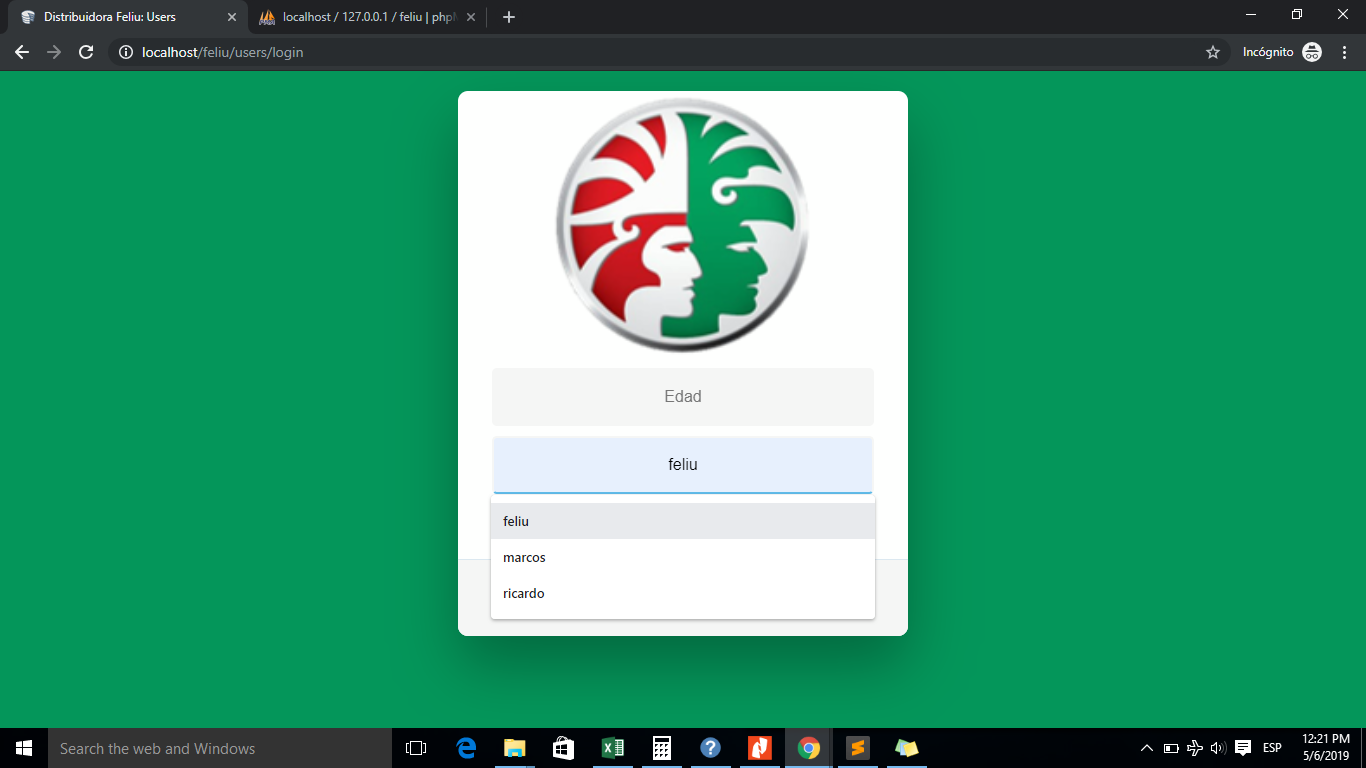 Distribuidora Feliu: Users
localhost / 127.0.0.1 / feliu | php
localhost/feliu/users/login
Incógnito
Edad
feliu
feliu
marcos
ricardo
Search the web and Windows
ESP
12:21 PM
5/6/2019